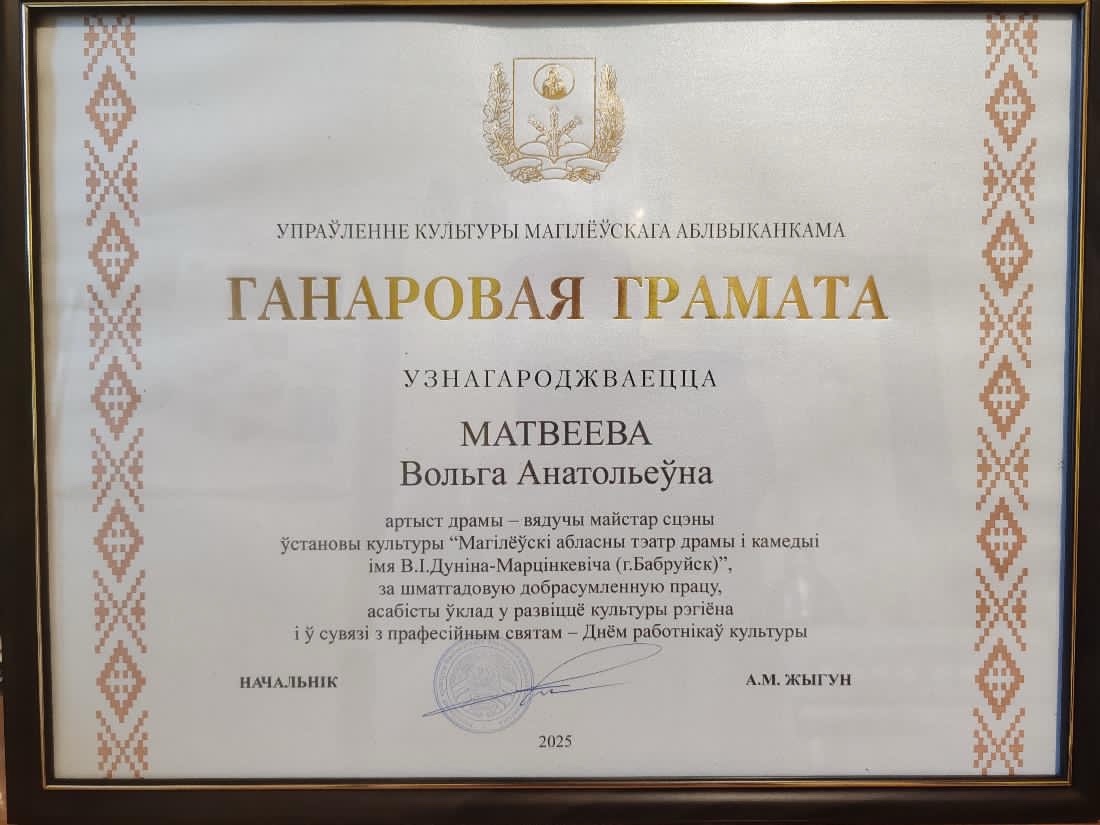 УПРАЎЛЕННЕ КУЛЬТУРЫ МАГІЛЁЎСКАГА АБЛВЫКАНКАМА
ГАНАРОВАЯ ГРАМАТА
УЗНАГАРОДЖВАЕЦЦА
МАТВЕЕВА
Вольга Анатольеўна
артыст драмы – вядучы майстар сцэны
ўстановы культуры “Магілёўскі абласны тэатр драмы і камедыі
імя В.І.Дуніна-Марцінкевіча (г.Бабруйск)”,
за шматгадовую добрасумленную працу,
асабісты ўклад у развіццё культуры рэгіёна
і ў сувязі з прафесійным святам – Днём работнікаў культуры
НАЧАЛЬНІК
А.М. ЖЫГУН
2025